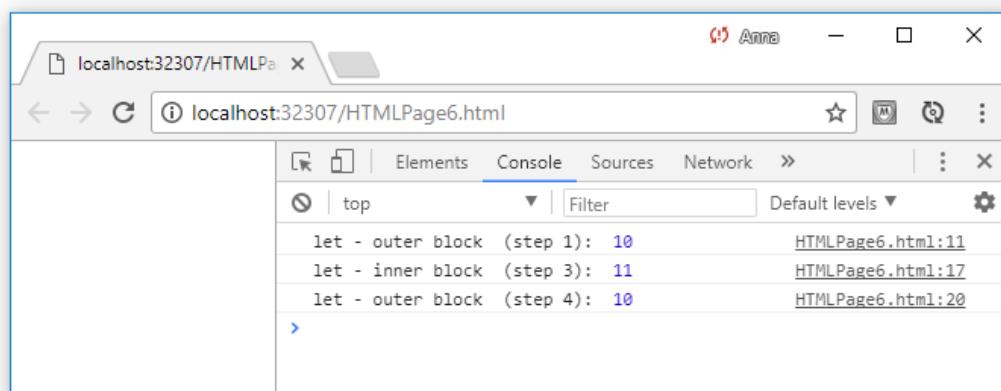 Anna
localhost:32307/HTMLPa
localhost:32307/HTMLPage6.html
Elements Console Sources Network »
top Filter Default levels
let - outer block (step 1): 10 HTMLPage6.html:11
let - inner block (step 3): 11 HTMLPage6.html:17
let - outer block (step 4): 10 HTMLPage6.html:20